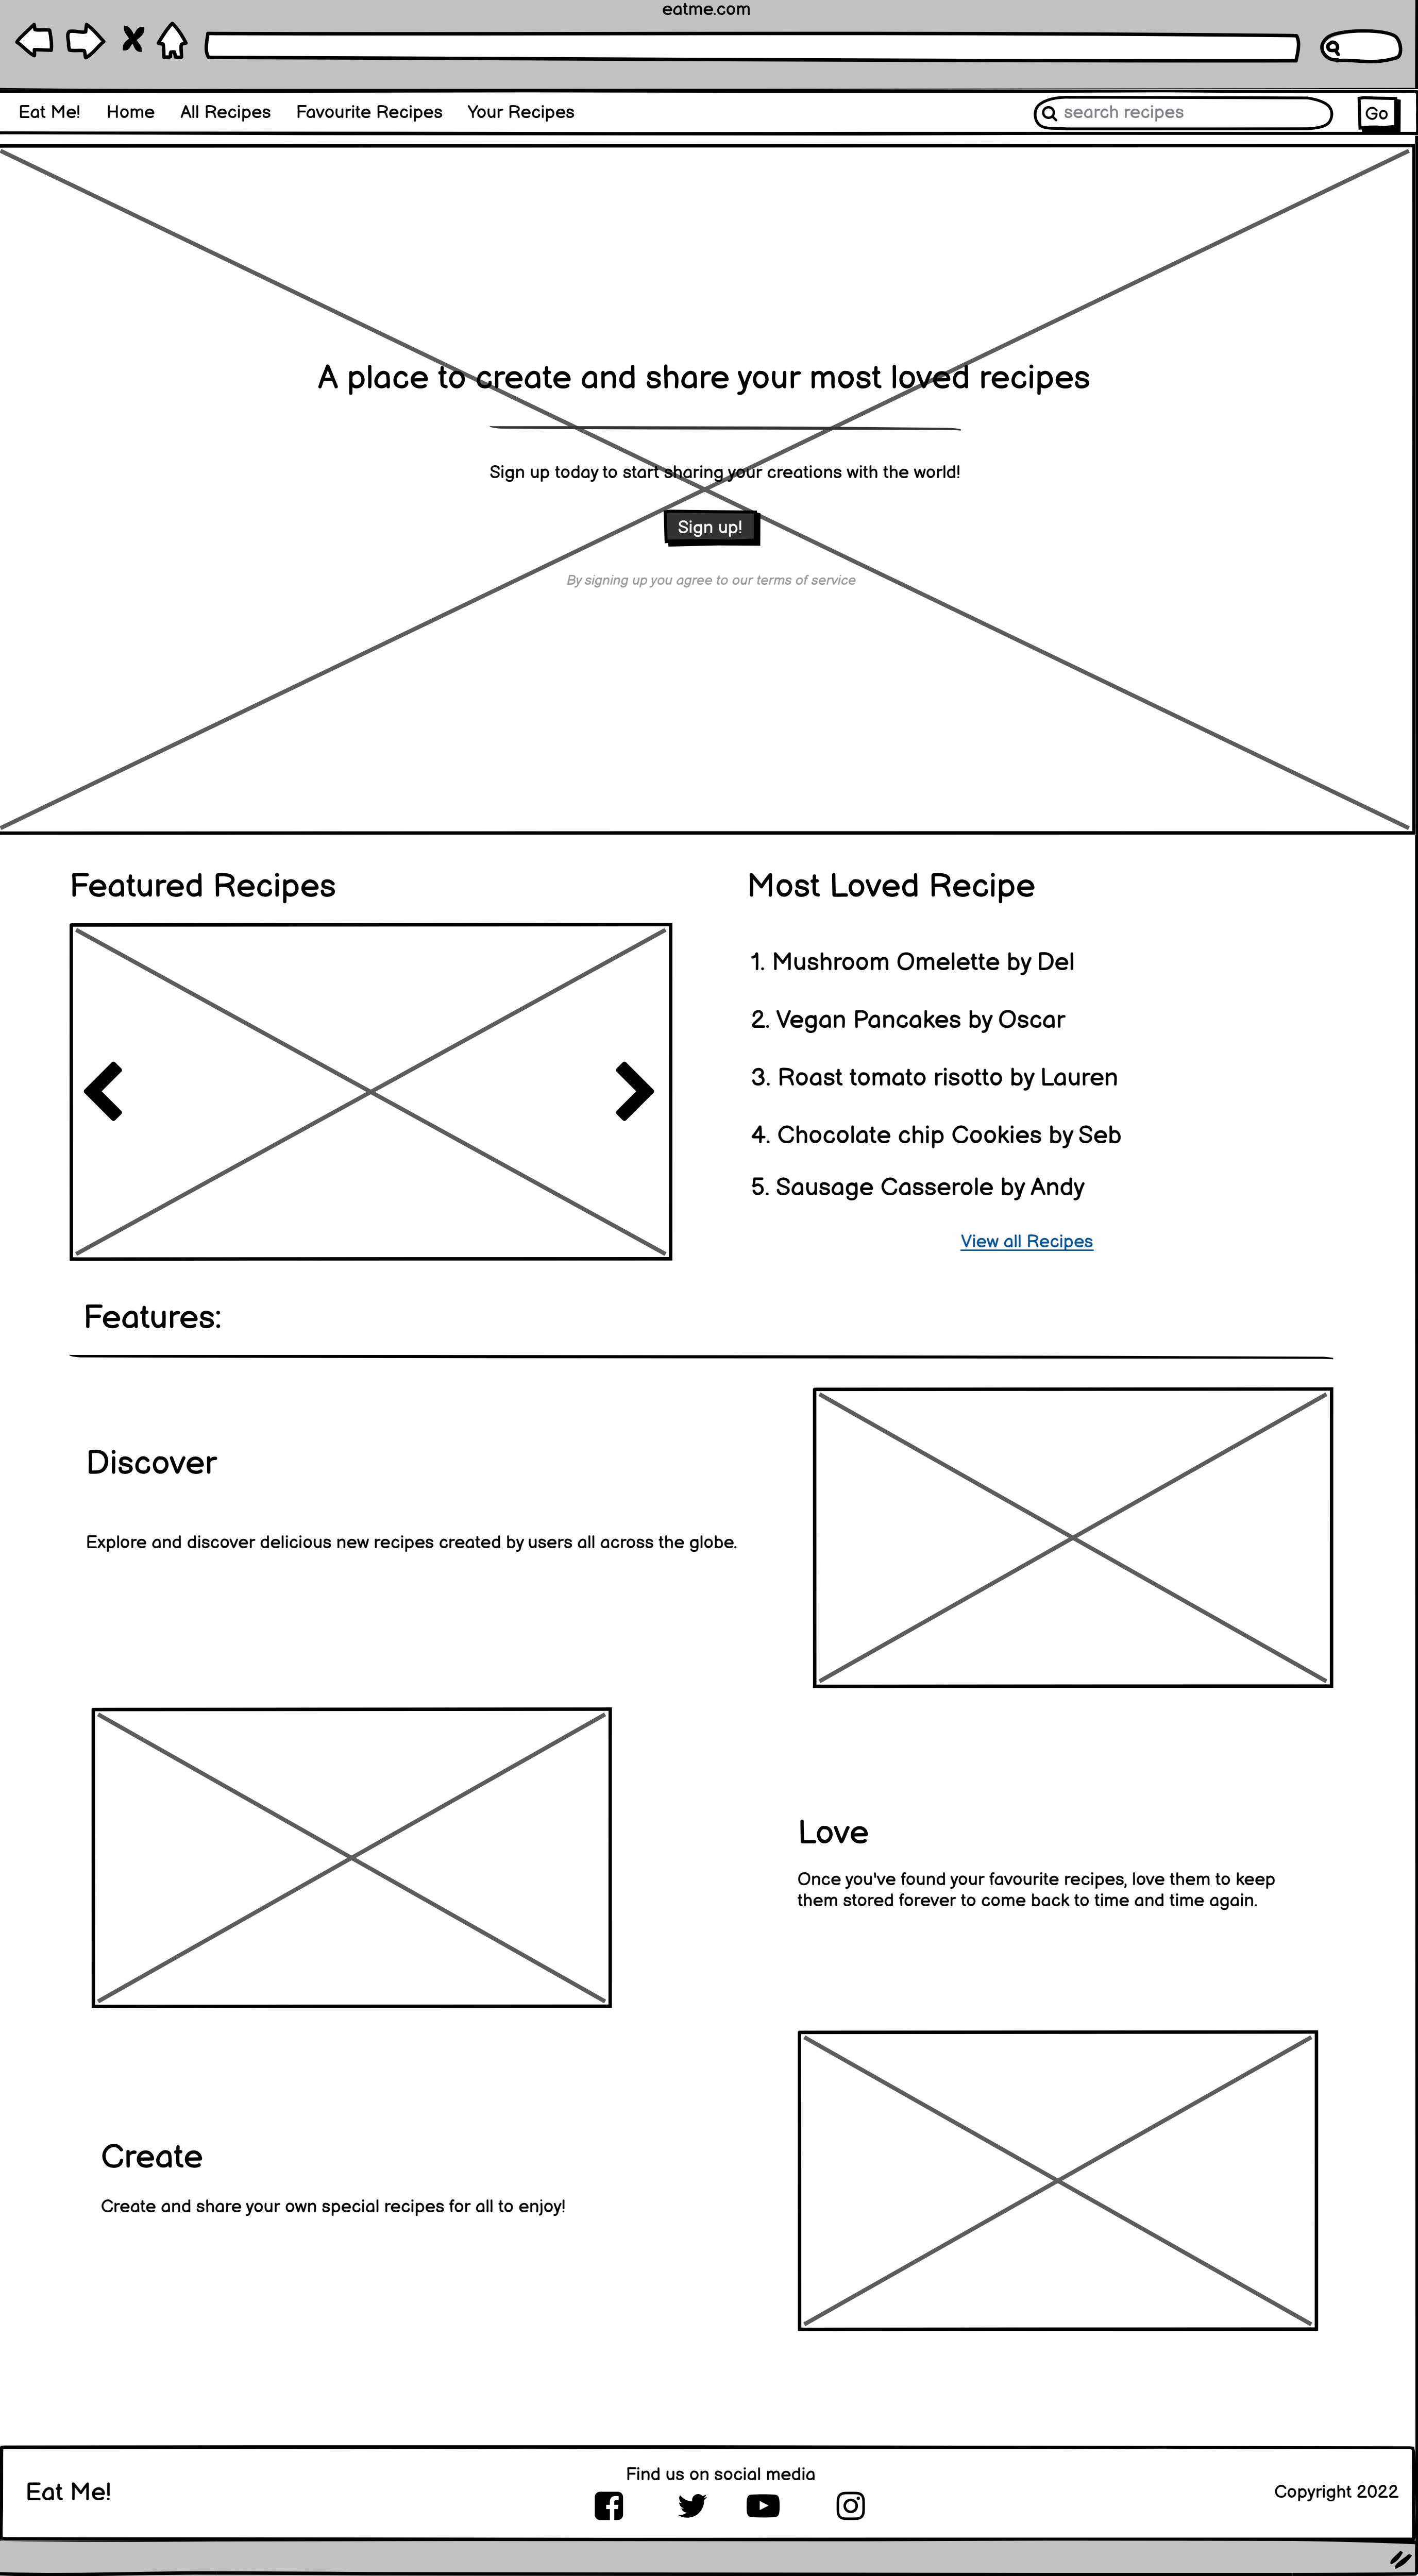 eatme.com
Eat Me! Home All Recipes Favourite Recipes Your Recipes search recipes Go
A place to create and share your most loved recipes
Sign up today to start sharing your creations with the world!
Sign up!
By signing up you agree to our terms of service
Featured Recipes
Most Loved Recipe
1. Mushroom Omelette by Del
2. Vegan Pancakes by Oscar
3. Roast tomato risotto by Lauren
4. Chocolate chip Cookies by Seb
5. Sausage Casserole by Andy
View all Recipes
Features:
Discover
Explore and discover delicious new recipes created by users all across the globe.
Love
Once you've found your favourite recipes, love them to keep
them stored forever to come back to time and time again.
Create
Create and share your own special recipes for all to enjoy!
Eat Me!
Find us on social media
Copyright 2022